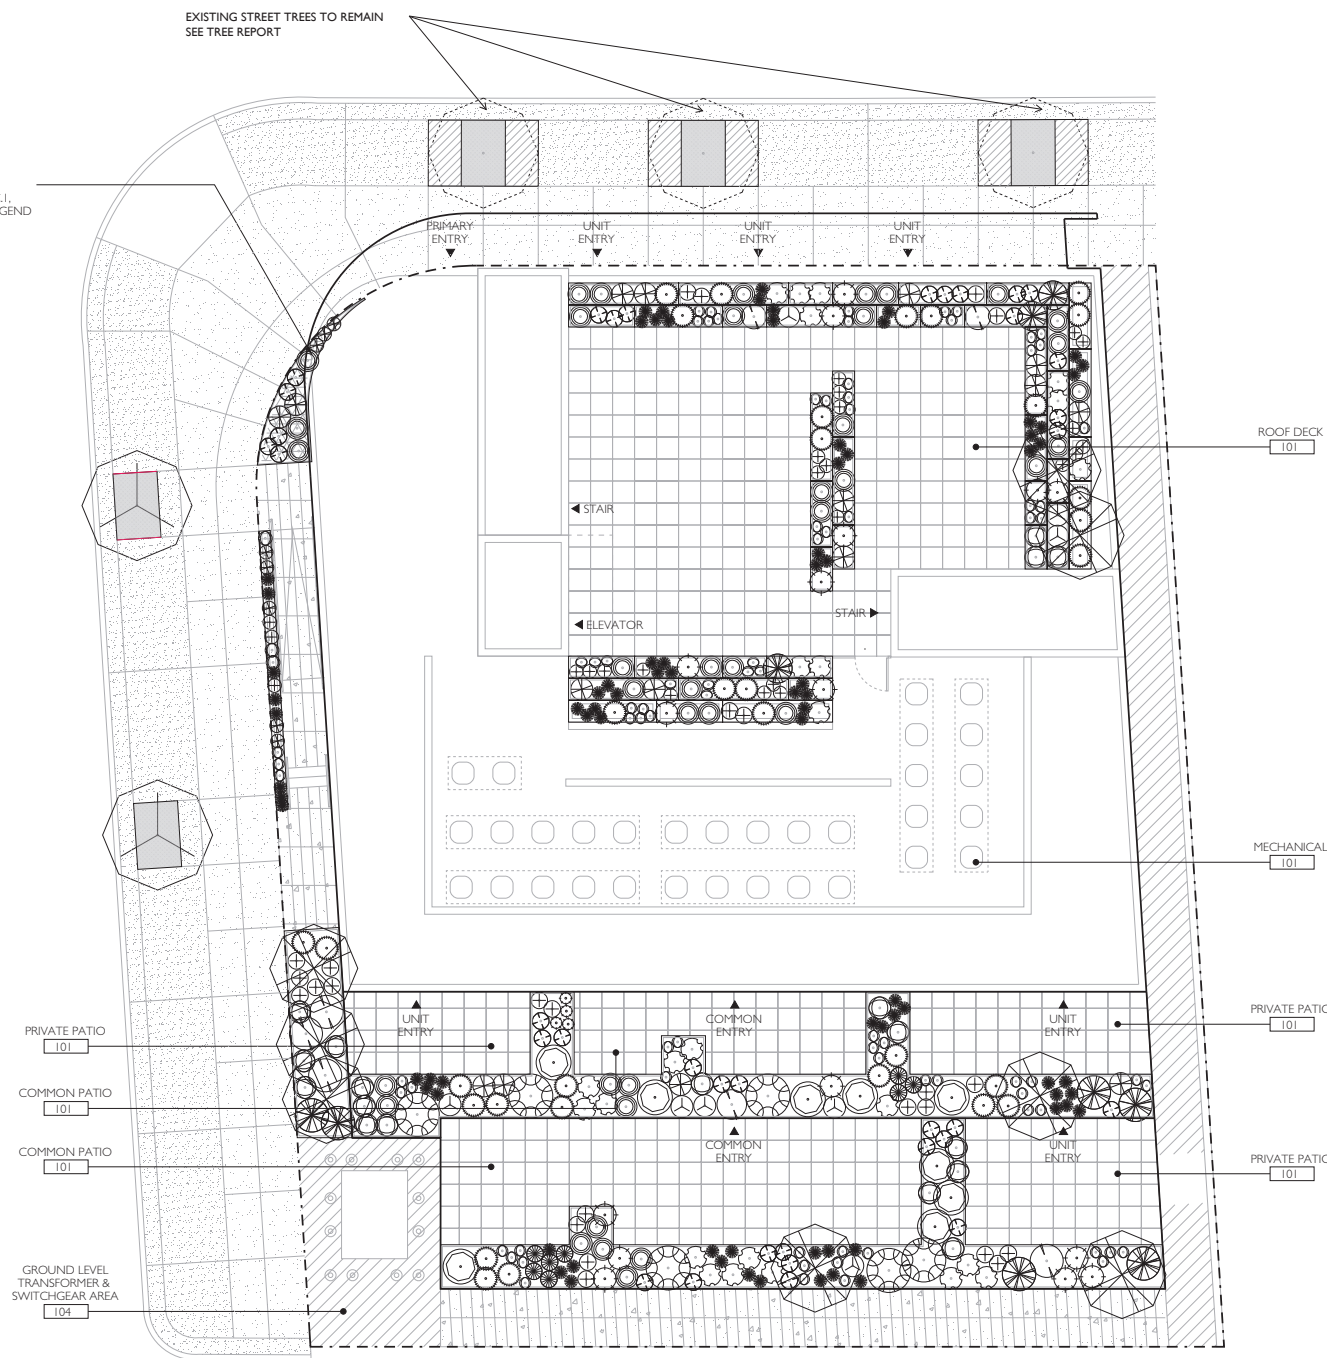 EXISTING STREET TREES TO REMAIN
SEE TREE REPORT
PRIMARY
ENTRY
UNIT
ENTRY
UNIT
ENTRY
UNIT
ENTRY
ROOF DECK
101
STAIR
STAIR
ELEVATOR
MECHANICAL
101
UNIT
ENTRY
COMMON
ENTRY
UNIT
ENTRY
PRIVATE PATIO
101
PRIVATE PATIO
101
COMMON PATIO
101
COMMON
ENTRY
UNIT
ENTRY
COMMON PATIO
101
PRIVATE PATIO
101
GROUND LEVEL
TRANSFORMER &
SWITCHGEAR AREA
104